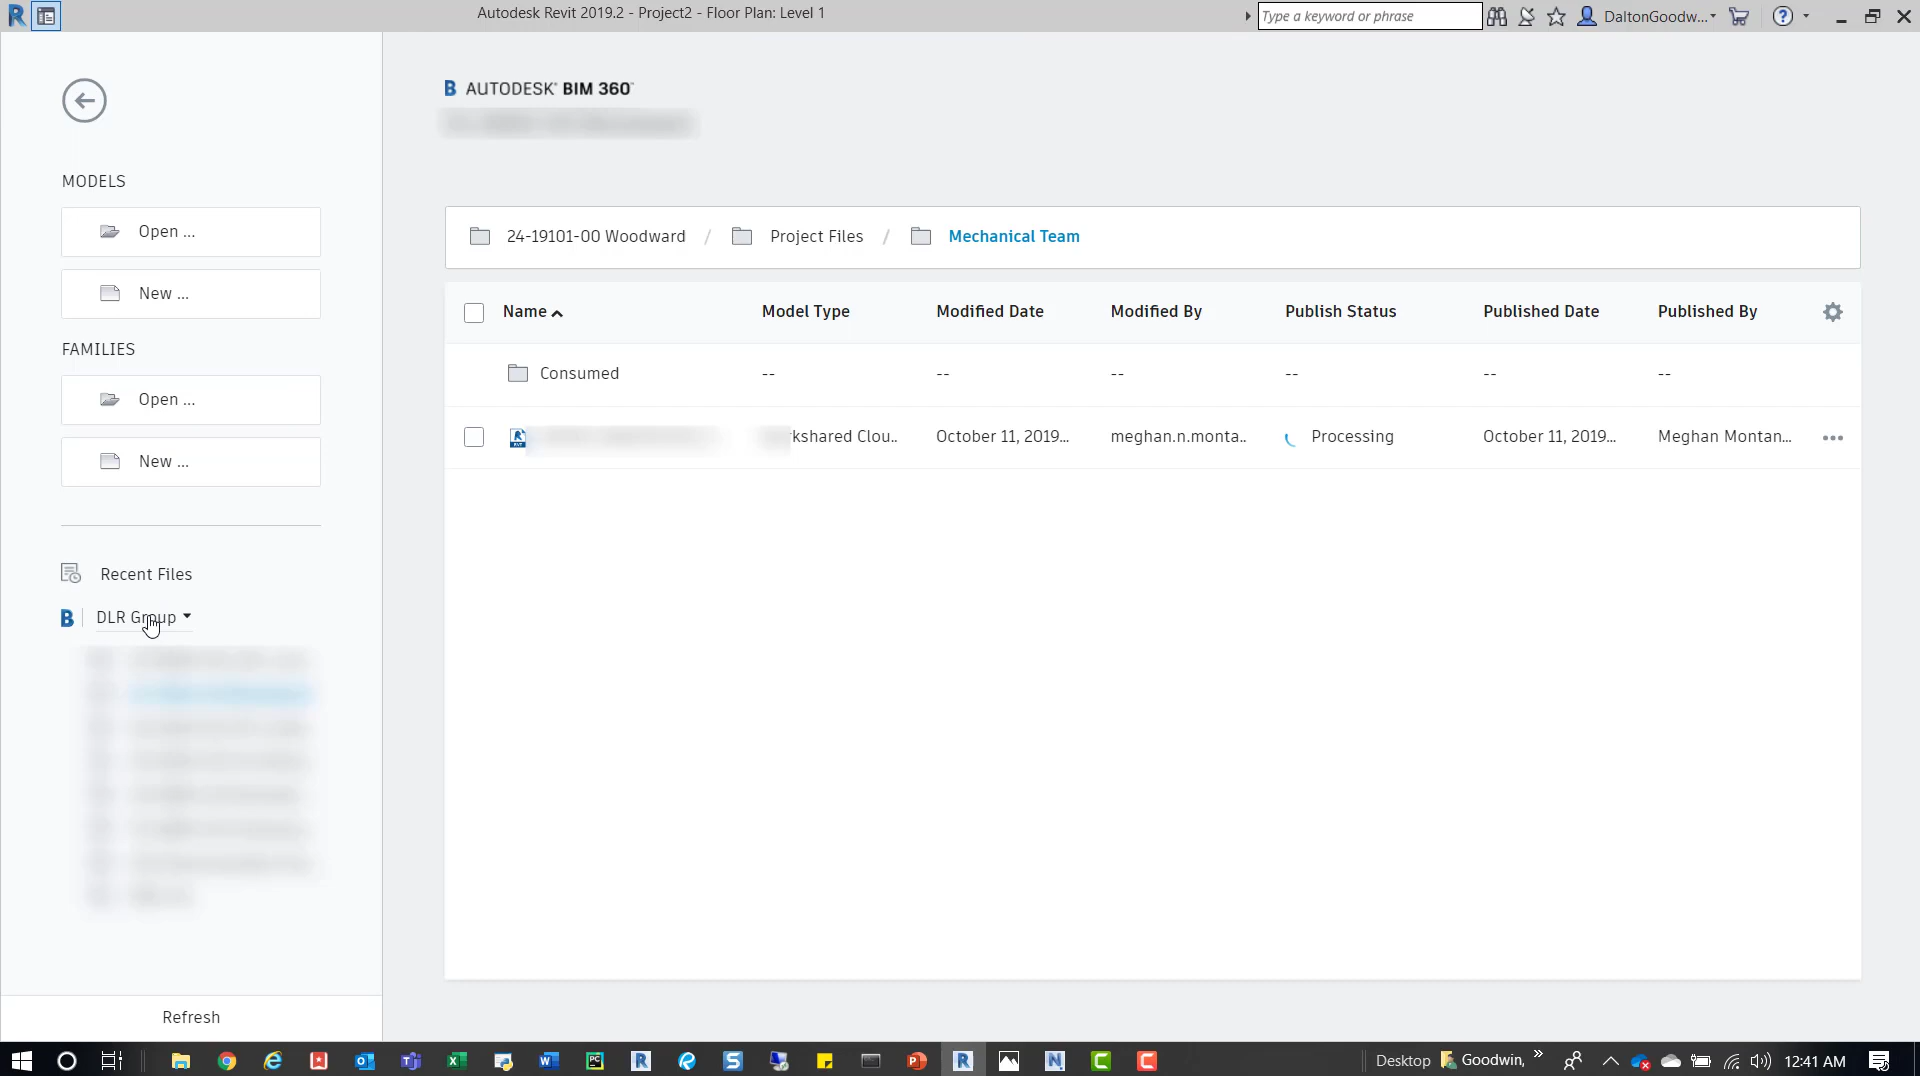 Autodesk Revit 2019.2 - Project2 - Floor Plan: Level 1
Type a keyword or phrase
DaltonGoodw...
B AUTODESK® BIM 360™
MODELS
Open ...
New ...
FAMILIES
Open ...
New ...
Recent Files
B DLR Group
Refresh
24-19101-00 Woodward / Project Files / Mechanical Team
Name Model Type Modified Date Modified By Publish Status Published Date Published By
Consumed -- -- -- -- -- --
kshared Clou.. October 11, 2019... meghan.n.monta.. Processing October 11, 2019... Meghan Montan...
Desktop Goodwin, » 12:41 AM